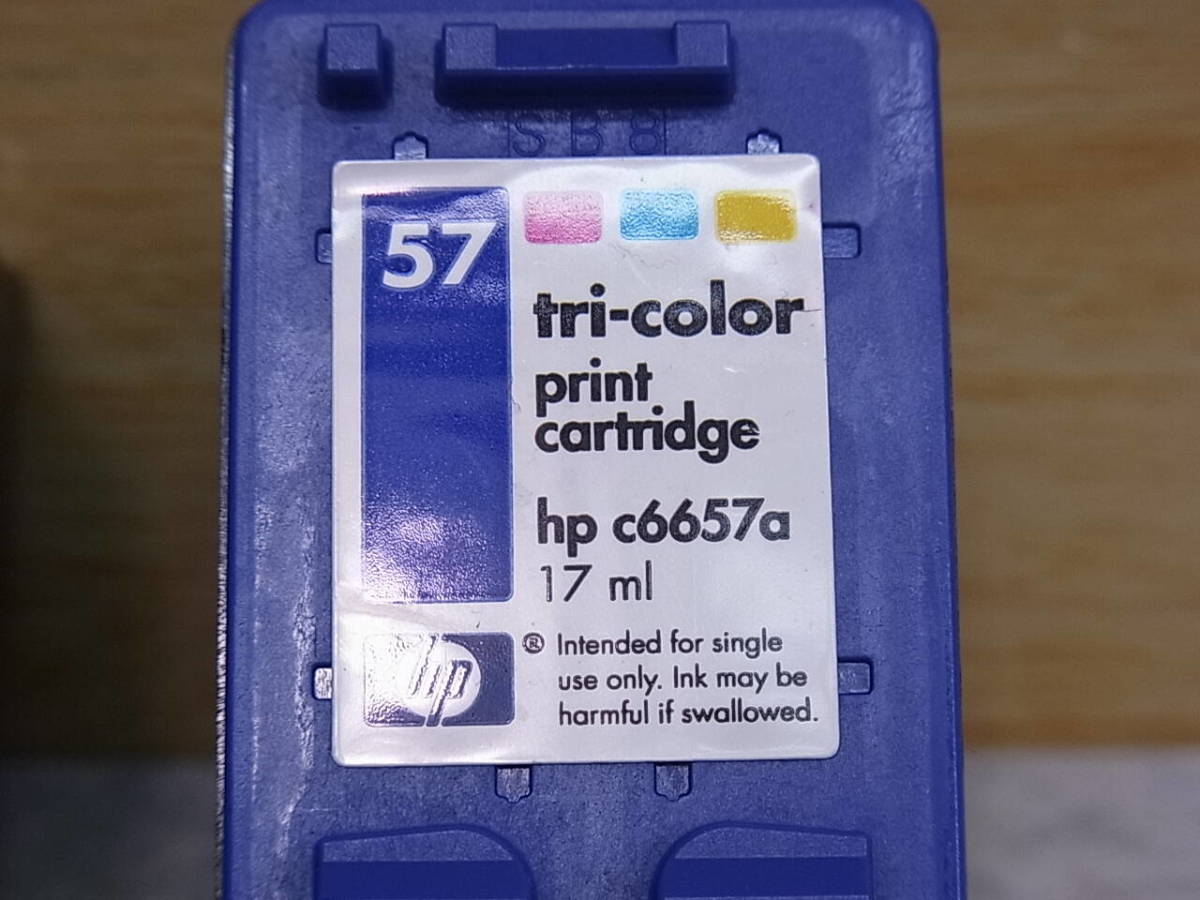 SB8
57
tri-color
print
cartridge
hp c6657a
17 ml
hp
® Intended for single
use only. Ink may be
harmful if swallowed.